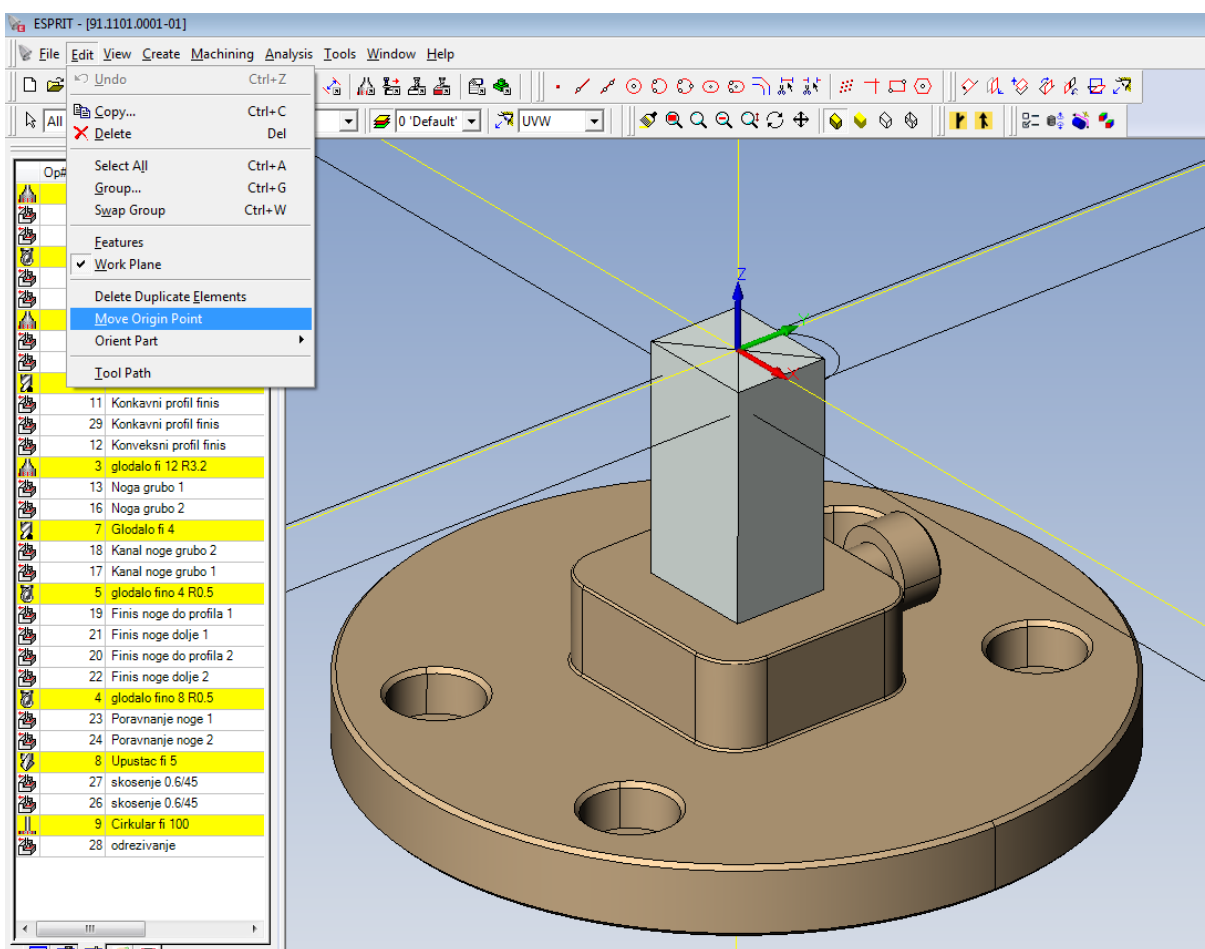 ESPRIT - [91.1101.0001-01]
File Edit View Create Machining Analysis Tools Window Help
Undo Ctrl+Z
Copy... Ctrl+C
All 0 'Default' UVW
Delete Del
Select All Ctrl+A
Op#
Group... Ctrl+G
Swap Group Ctrl+W
Features
Work Plane
Z
Delete Duplicate Elements
Move Origin Point
Y
Orient Part
Tool Path
X
11 Konkavni profil finis
29 Konkavni profil finis
12 Konveksni profil finis
3 glodalo fi 12 R3.2
13 Noga grubo 1
16 Noga grubo 2
7 Glodalo fi 4
18 Kanal noge grubo 2
17 Kanal noge grubo 1
5 glodalo fino 4 R0.5
19 Finis noge do profila 1
21 Finis noge dolje 1
20 Finis noge do profila 2
22 Finis noge dolje 2
4 glodalo fino 8 R0.5
23 Poravnanje noge 1
24 Poravnanje noge 2
8 Upustac fi 5
27 skosenje 0.6/45
26 skosenje 0.6/45
9 Cirkular fi 100
28 odrezivanje